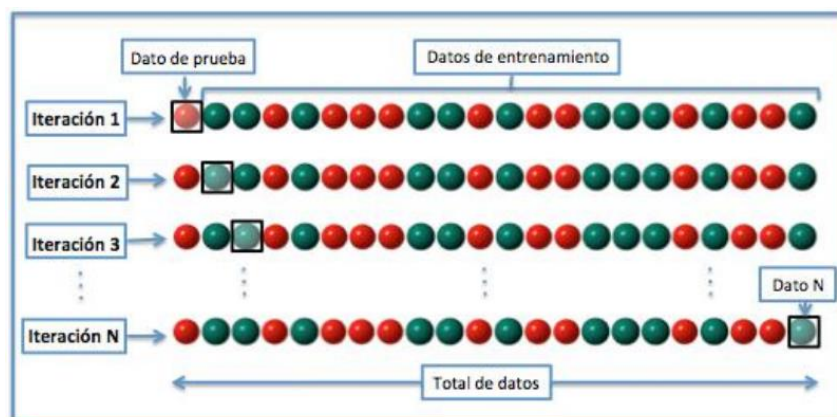 Dato de prueba
Datos de entrenamiento
Iteración 1
Iteración 2
Iteración 3
Dato N
Iteración N
Total de datos